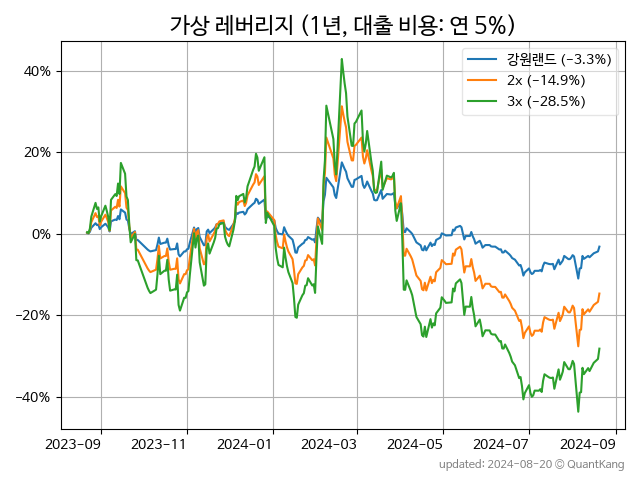 가상 레버리지 (1년, 대출 비용: 연 5%)
강원랜드 (-3.3%)
2x (-14.9%)
3x (-28.5%)
40%
20%
0%
-20%
-40%
2023-09 2023-11 2024-01 2024-03 2024-05 2024-07 2024-09
updated: 2024-08-20 © QuantKang